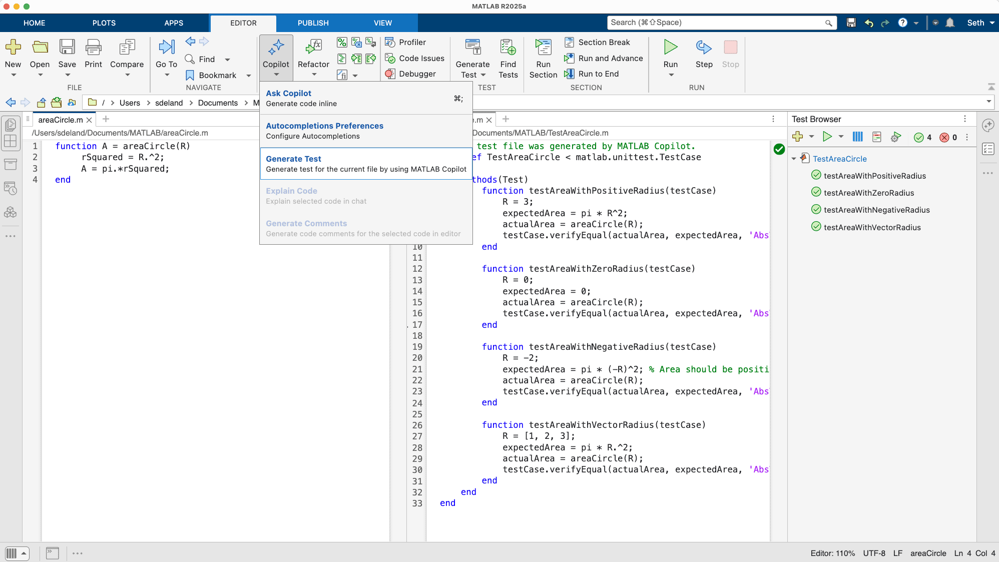 MATLAB R2025a
HOME PLOTS APPS EDITOR PUBLISH VIEW
Search (⌘⇧Space)
Seth
New Open Save Print Compare
FILE
Go To Find Bookmark
NAVIGATE
Copilot Refactor
Profiler
Code Issues
Debugger
Generate Test
Find Tests
TEST
Run Section
Section Break
Run and Advance
Run to End
SECTION
Run Step Stop
RUN
/ > Users > sdeland > Documents > M
Ask Copilot
Generate code inline
⌘;
Autocompletions Preferences
Configure Autocompletions
Generate Test
Generate test for the current file by using MATLAB Copilot
Explain Code
Explain selected code in chat
Generate Comments
Generate code comments for the selected code in editor
areaCircle.m
/Users/sdeland/Documents/MATLAB/areaCircle.m
1 function A = areaCircle(R)
2 rSquared = R.^2;
3 A = pi.*rSquared;
4 end
.m
Documents/MATLAB/TestAreaCircle.m
test file was generated by MATLAB Copilot.
ef TestAreaCircle < matlab.unittest.TestCase
thods(Test)
function testAreaWithPositiveRadius(testCase)
R = 3;
expectedArea = pi * R^2;
actualArea = areaCircle(R);
testCase.verifyEqual(actualArea, expectedArea, 'Abs
10 end
11
12 function testAreaWithZeroRadius(testCase)
13 R = 0;
14 expectedArea = 0;
15 actualArea = areaCircle(R);
16 testCase.verifyEqual(actualArea, expectedArea, 'Abs
17 end
18
19 function testAreaWithNegativeRadius(testCase)
20 R = -2;
21 expectedArea = pi * (-R)^2; % Area should be positi
22 actualArea = areaCircle(R);
23 testCase.verifyEqual(actualArea, expectedArea, 'Abs
24 end
25
26 function testAreaWithVectorRadius(testCase)
27 R = [1, 2, 3];
28 expectedArea = pi * R.^2;
29 actualArea = areaCircle(R);
30 testCase.verifyEqual(actualArea, expectedArea, 'Abs
31 end
32 end
33 end
Test Browser
4 0
TestAreaCircle
testAreaWithPositiveRadius
testAreaWithZeroRadius
testAreaWithNegativeRadius
testAreaWithVectorRadius
Editor: 110% UTF-8 LF areaCircle Ln 4 Col 4